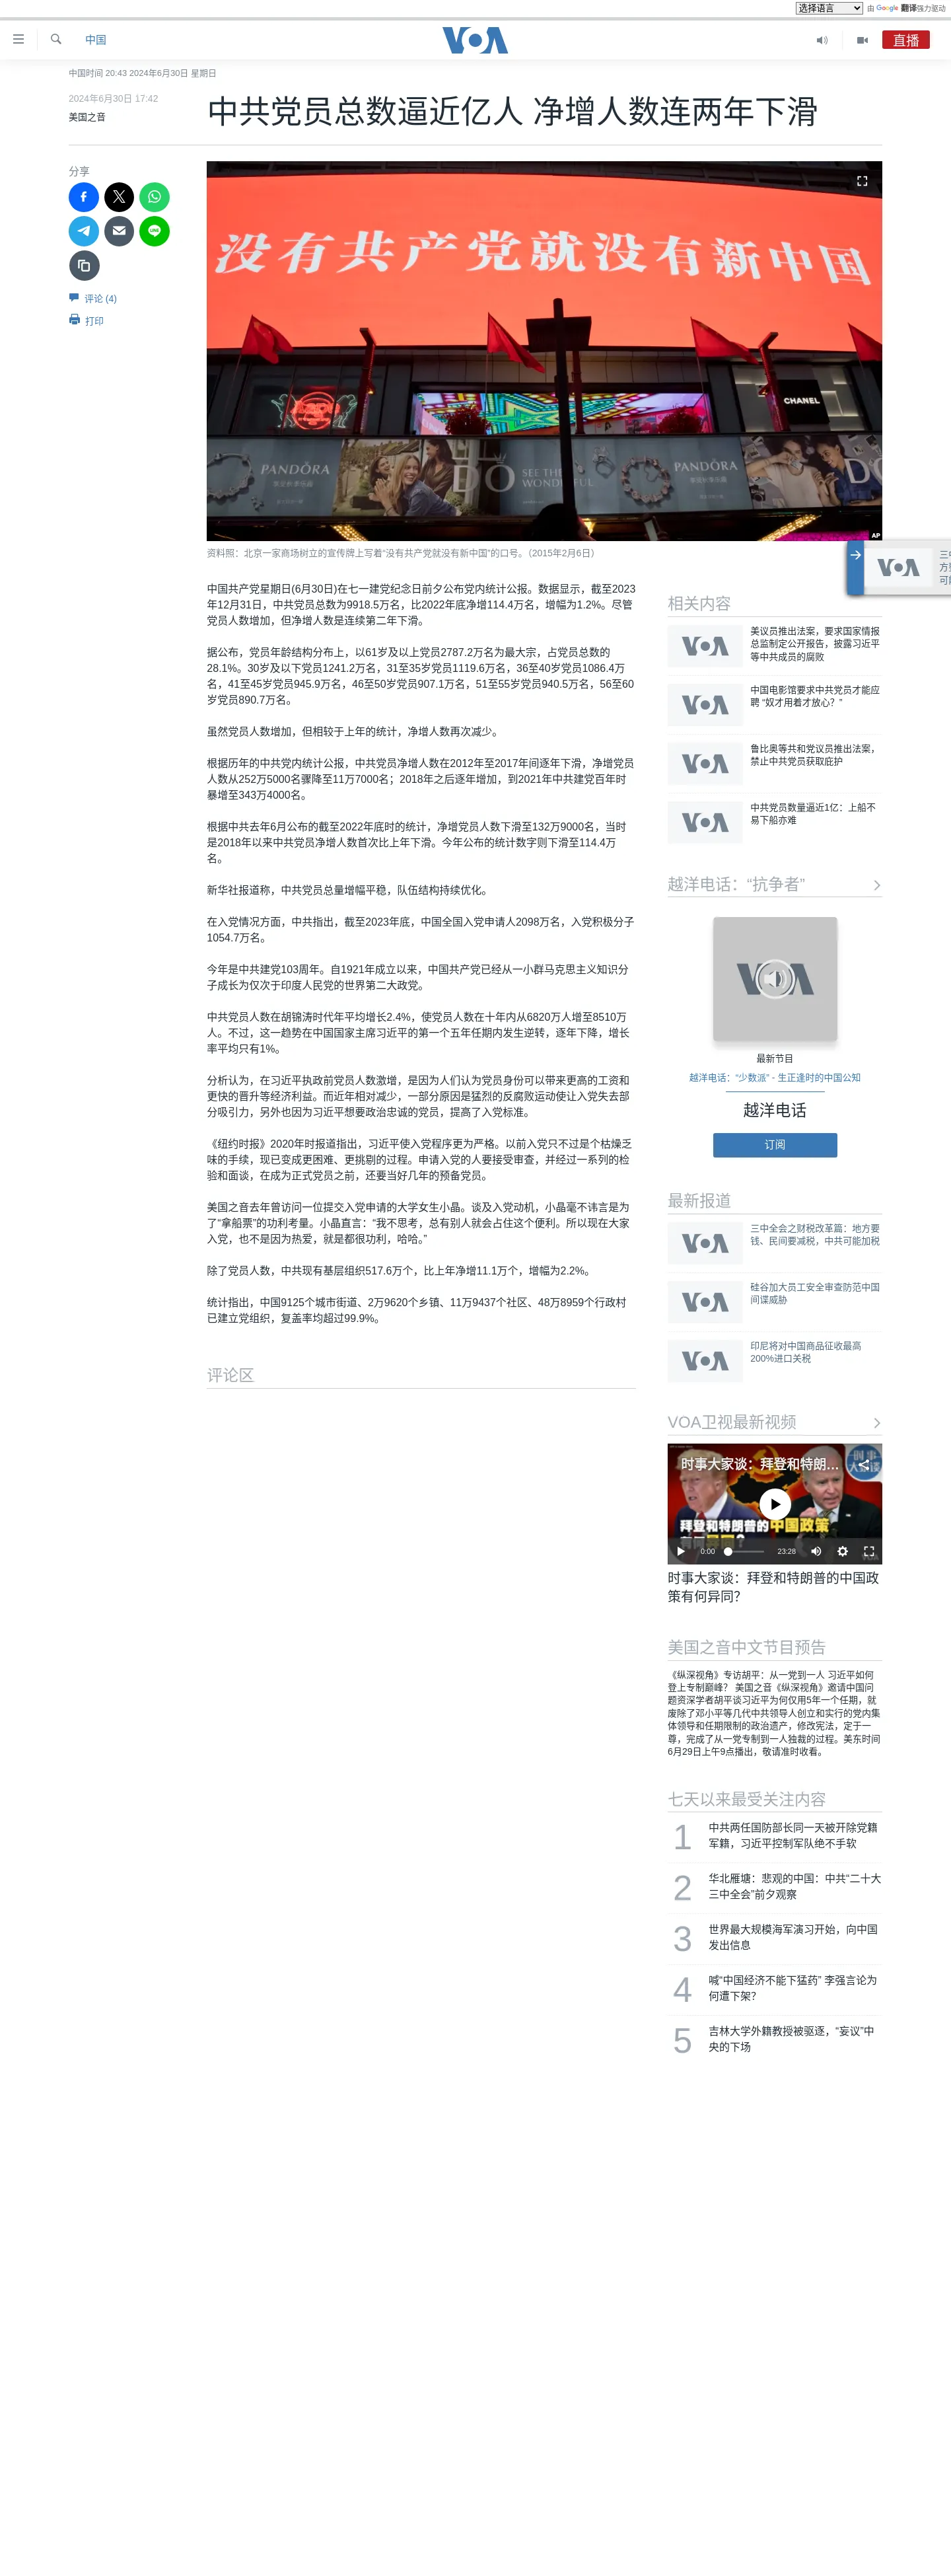 选择语言
由 Google 翻译强力驱动
中国
VOA
直播
中国时间 20:43 2024年6月30日 星期日
2024年6月30日 17:42
美国之音
中共党员总数逼近亿人 净增人数连两年下滑
分享
评论 (4)
打印
没有共产党就没有新中国
CHANEL
PANDÖRA
DO SEE THE
WONDERFUL
PANDÖRA
AP
资料照：北京一家商场树立的宣传牌上写着“没有共产党就没有新中国”的口号。（2015年2月6日）
中国共产党星期日(6月30日)在七一建党纪念日前夕公布党内统计公报。数据显示，截至2023
年12月31日，中共党员总数为9918.5万名，比2022年底净增114.4万名，增幅为1.2%。尽管
党员人数增加，但净增人数是连续第二年下滑。
据公布，党员年龄结构分布上，以61岁及以上党员2787.2万名为最大宗，占党员总数的
28.1%。30岁及以下党员1241.2万名，31至35岁党员1119.6万名，36至40岁党员1086.4万
名，41至45岁党员945.9万名，46至50岁党员907.1万名，51至55岁党员940.5万名，56至60
岁党员890.7万名。
虽然党员人数增加，但相较于上年的统计，净增人数再次减少。
根据历年的中共党内统计公报，中共党员净增人数在2012年至2017年间逐年下滑，净增党员
人数从252万5000名骤降至11万7000名；2018年之后逐年增加，到2021年中共建党百年时
暴增至343万4000名。
根据中共去年6月公布的截至2022年底时的统计，净增党员人数下滑至132万9000名，当时
是2018年以来中共党员净增人数首次比上年下滑。今年公布的统计数字则下滑至114.4万
名。
新华社报道称，中共党员总量增幅平稳，队伍结构持续优化。
在入党情况方面，中共指出，截至2023年底，中国全国入党申请人2098万名，入党积极分子
1054.7万名。
今年是中共建党103周年。自1921年成立以来，中国共产党已经从一小群马克思主义知识分
子成长为仅次于印度人民党的世界第二大政党。
中共党员人数在胡锦涛时代年平均增长2.4%，使党员人数在十年内从6820万人增至8510万
人。不过，这一趋势在中国国家主席习近平的第一个五年任期内发生逆转，逐年下降，增长
率平均只有1%。
分析认为，在习近平执政前党员人数激增，是因为人们认为党员身份可以带来更高的工资和
更快的晋升等经济利益。而近年相对减少，一部分原因是猛烈的反腐败运动使让入党失去部
分吸引力，另外也因为习近平想要政治忠诚的党员，提高了入党标准。
《纽约时报》2020年时报道指出，习近平使入党程序更为严格。以前入党只不过是个枯燥乏
味的手续，现已变成更困难、更挑剔的过程。申请入党的人要接受审查，并经过一系列的检
验和面谈，在成为正式党员之前，还要当好几年的预备党员。
美国之音去年曾访问一位提交入党申请的大学女生小晶。谈及入党动机，小晶毫不讳言是为
了“拿船票”的功利考量。小晶直言：“我不思考，总有别人就会占住这个便利。所以现在大家
入党，也不是因为热爱，就是都很功利，哈哈。”
除了党员人数，中共现有基层组织517.6万个，比上年净增11.1万个，增幅为2.2%。
统计指出，中国9125个城市街道、2万9620个乡镇、11万9437个社区、48万8959个行政村
已建立党组织，复盖率均超过99.9%。
评论区
VOA
相关内容
VOA
美议员推出法案，要求国家情报
总监制定公开报告，披露习近平
等中共成员的腐败
VOA
中国电影馆要求中共党员才能应
聘 “奴才用着才放心？”
VOA
鲁比奥等共和党议员推出法案，
禁止中共党员获取庇护
VOA
中共党员数量逼近1亿：上船不
易下船亦难
越洋电话：“抗争者”
最新节目
越洋电话：“少数派” - 生正逢时的中国公知
越洋电话
订阅
最新报道
VOA
三中全会之财税改革篇：地方要
钱、民间要减税，中共可能加税
VOA
硅谷加大员工安全审查防范中国
间谍威胁
VOA
印尼将对中国商品征收最高
200%进口关税
VOA卫视最新视频
时事大家谈：拜登和特朗...
拜登和特朗普的中国政策
有何异同？
0:00
23:28
时事大家谈：拜登和特朗普的中国政
策有何异同？
美国之音中文节目预告
《纵深视角》专访胡平：从一党到一人 习近平如何
登上专制巅峰？ 美国之音《纵深视角》邀请中国问
题资深学者胡平谈习近平为何仅用5年一个任期，就
废除了邓小平等几代中共领导人创立和实行的党内集
体领导和任期限制的政治遗产，修改宪法，定于一
尊，完成了从一党专制到一人独裁的过程。美东时间
6月29日上午9点播出，敬请准时收看。
七天以来最受关注内容
1
中共两任国防部长同一天被开除党籍
军籍，习近平控制军队绝不手软
2
华北雁塘：悲观的中国：中共“二十大
三中全会”前夕观察
3
世界最大规模海军演习开始，向中国
发出信息
4
喊“中国经济不能下猛药” 李强言论为
何遭下架？
5
吉林大学外籍教授被驱逐，“妄议”中
央的下场